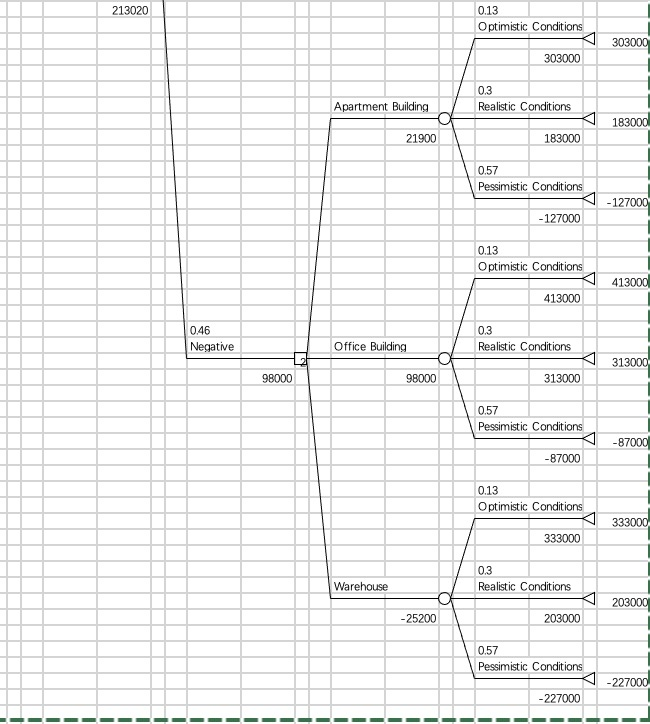 213020
0.13
Optimistic Conditions
303000
303000
0.3
Apartment Building
Realistic Conditions
183000
21900
183000
0.57
Pessimistic Conditions
-127000
-127000
0.13
Optimistic Conditions
413000
413000
0.46
0.3
Negative
Office Building
Realistic Conditions
2
313000
98000
98000
313000
0.57
Pessimistic Conditions
-87000
-87000
0.13
Optimistic Conditions
333000
333000
0.3
Warehouse
Realistic Conditions
203000
-25200
203000
0.57
Pessimistic Conditions
-227000
-227000